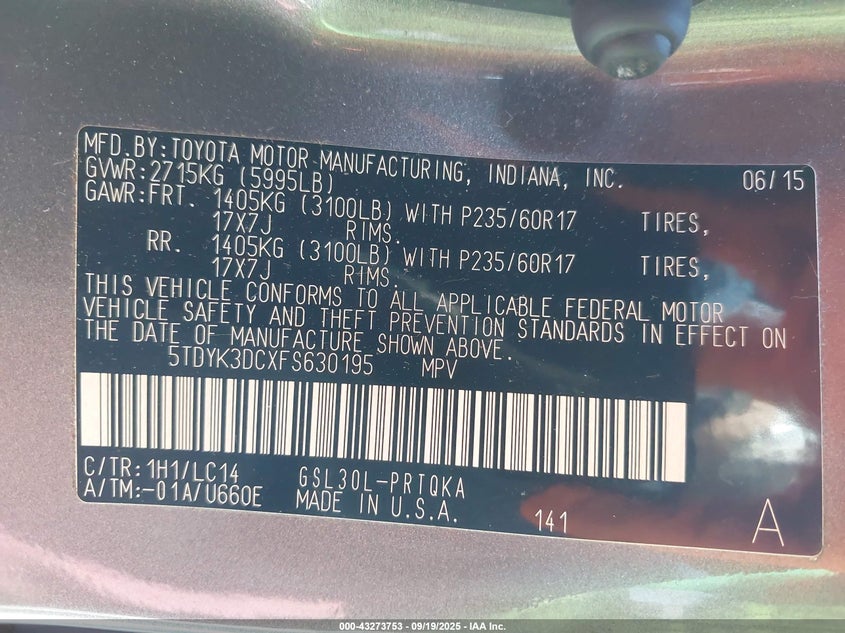 MFD.BY:TOYOTA MOTOR MANUFACTURING, INDIANA, INC. 06/15
GVWR:2715KG (5995LB)
GAWR:FRT. 1405KG (3100LB) WITH P235/60R17 TIRES,
17X7J RIMS.
RR. 1405KG (3100LB) WITH P235/60R17 TIRES,
17X7J RIMS.
THIS VEHICLE CONFORMS TO ALL APPLICABLE FEDERAL MOTOR
VEHICLE SAFETY AND THEFT PREVENTION STANDARDS IN EFFECT ON
THE DATE OF MANUFACTURE SHOWN ABOVE.
5TDYK3DCXFS630195 MPV
C/TR:1H1/LC14 GSL30L-PRTQKA
A/TM:-01A/U660E MADE IN U.S.A. 141 A
000-43273753 - 09/19/2025 - IAA Inc.